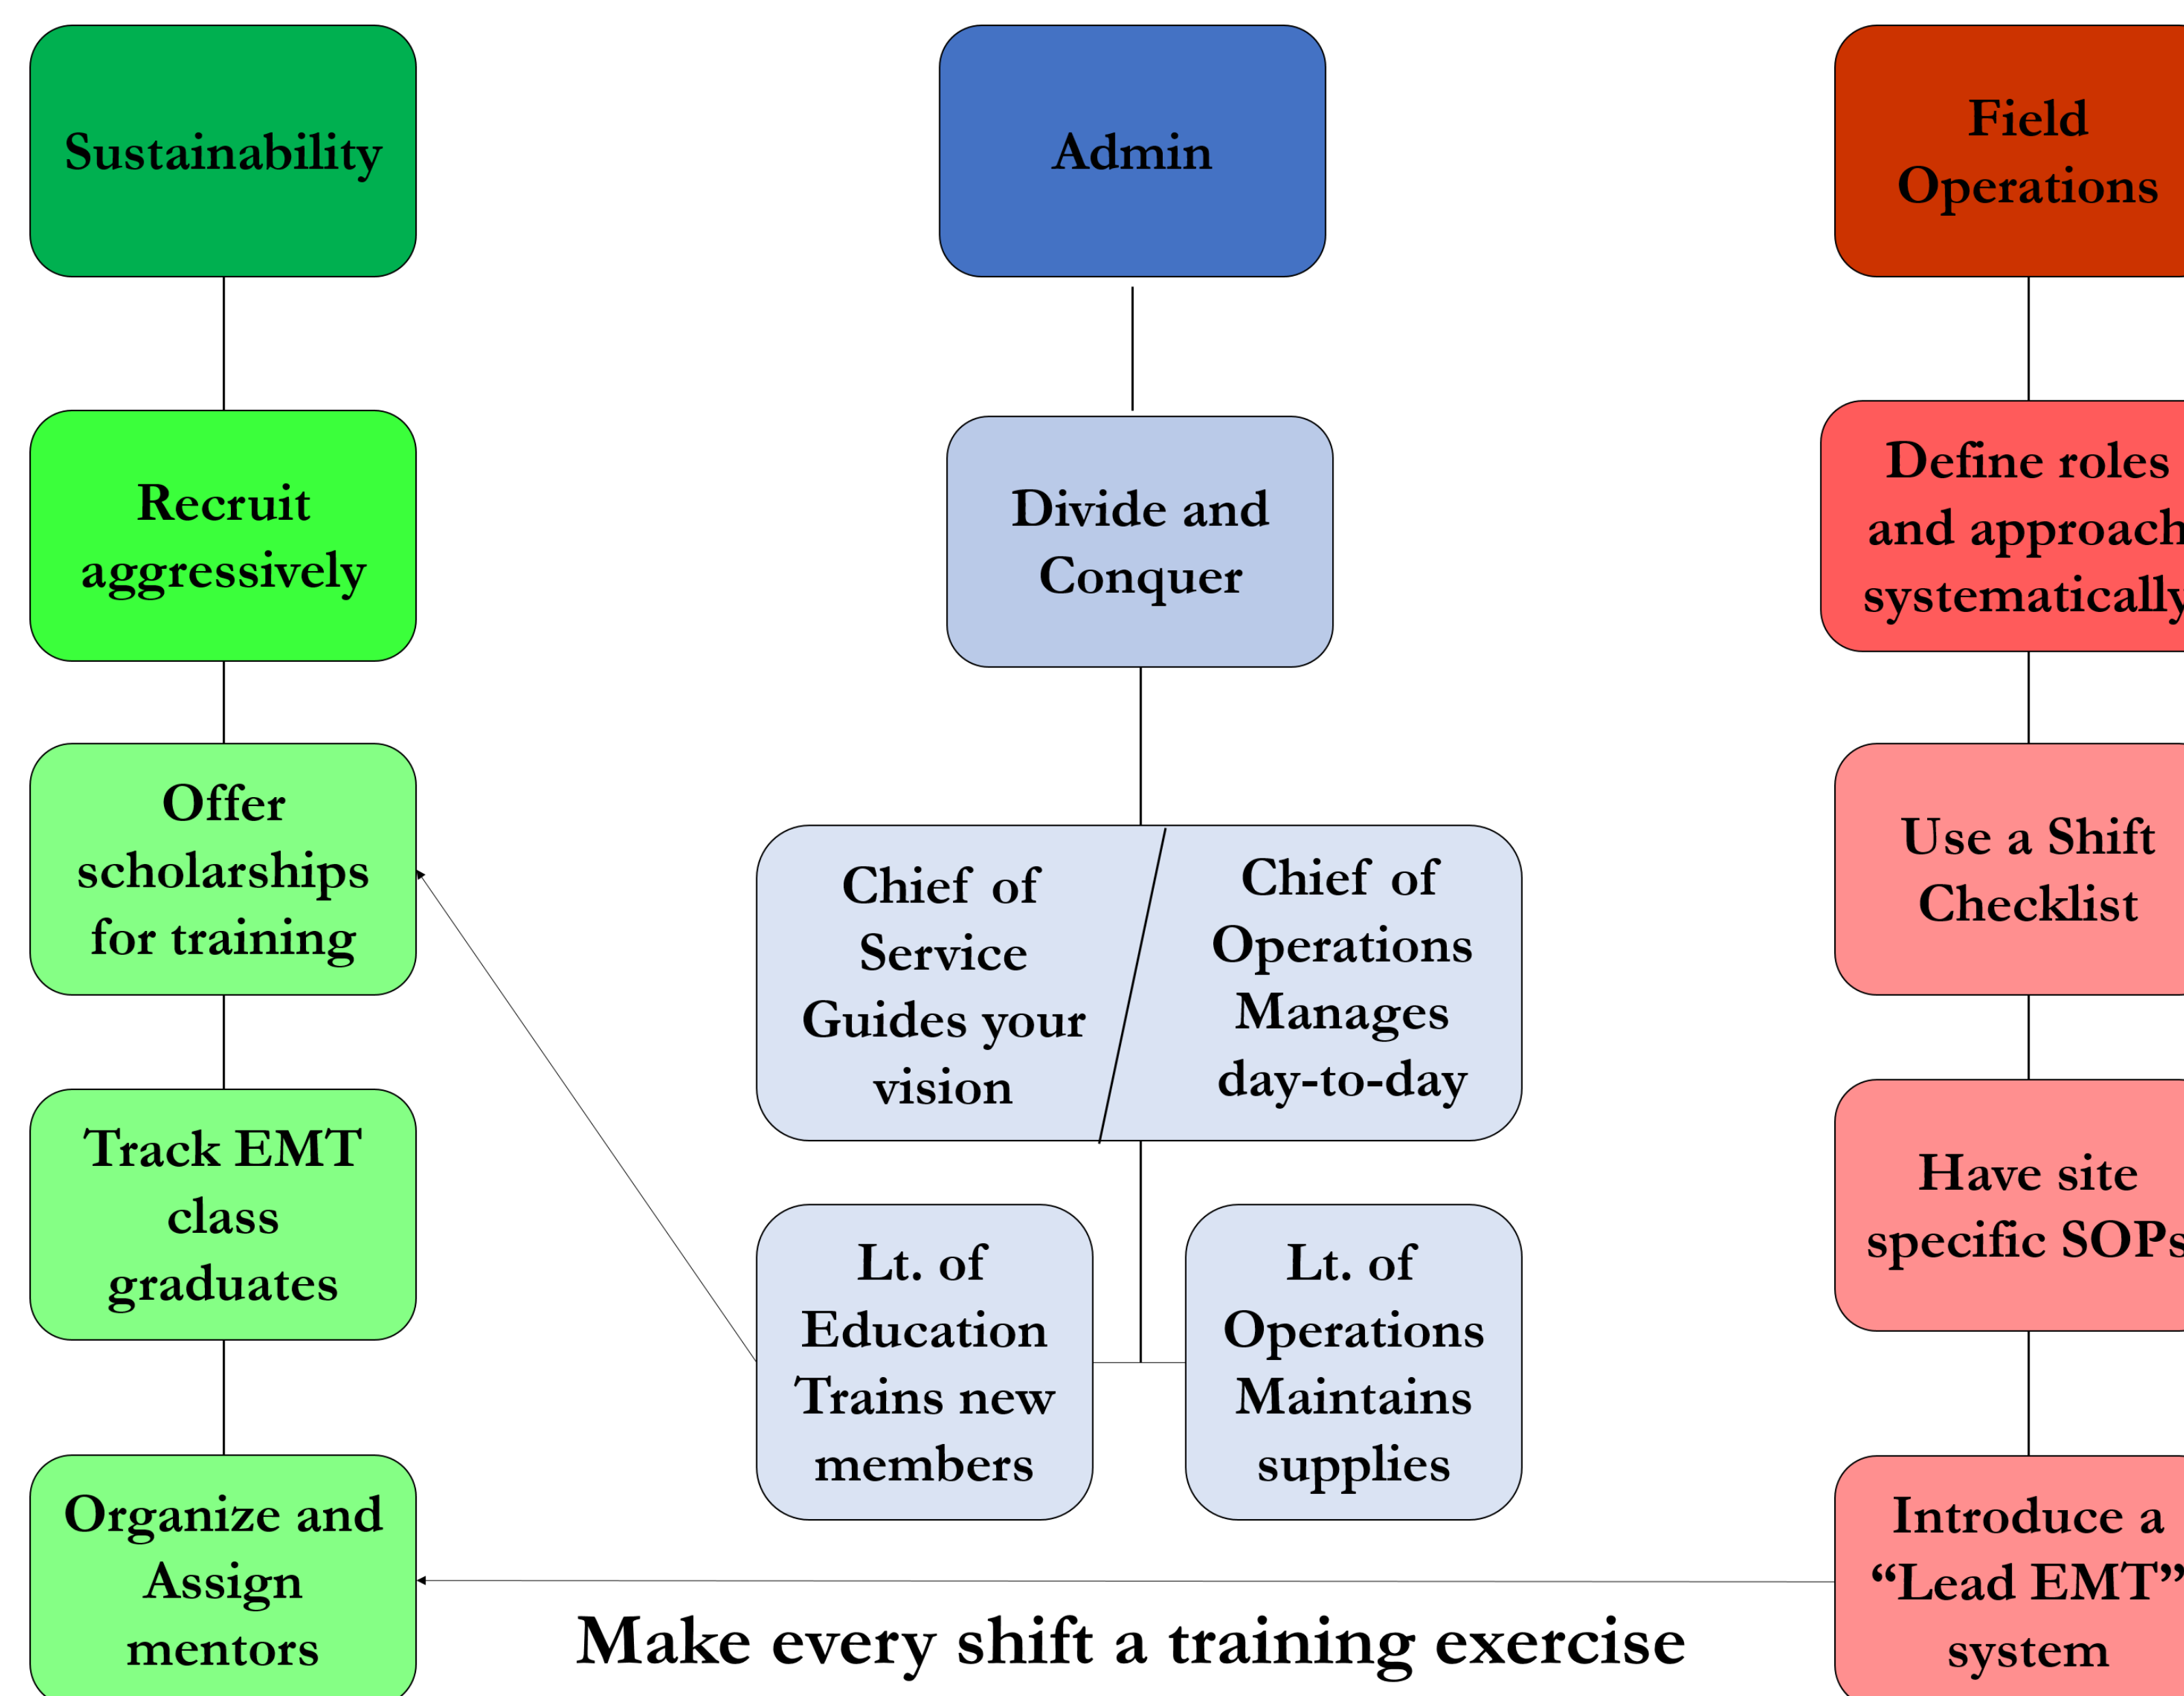 Sustainability
Recruit
aggressively
Offer
scholarships
for training
Track EMT
class
graduates
Organize and
Assign
mentors
Admin
Divide and
Conquer
Chief of
Service
Guides your
vision
Chief of
Operations
Manages
day-to-day
Lt. of
Education
Trains new
members
Lt. of
Operations
Maintains
supplies
Make every shift a training exercise
Field
Operations
Define roles
and approach
systematically
Use a Shift
Checklist
Have site
specific SOPs
Introduce a
“Lead EMT”
system